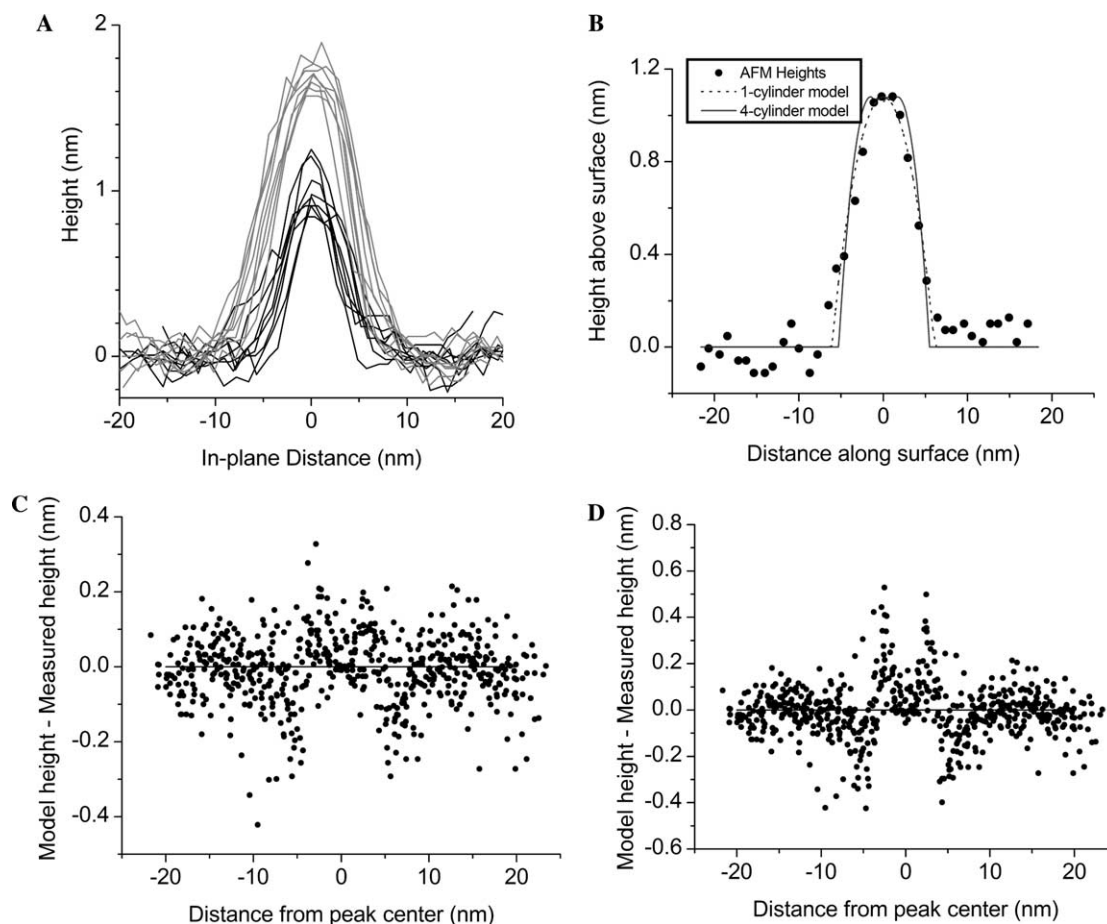 A
2
1
0
Height (nm)
-20
-10
0
10
20
In-plane Distance (nm)
B
1.2
0.8
0.4
0.0
Height above surface (nm)
AFM Heights
1-cylinder model
4-cylinder model
-20
-10
0
10
20
Distance along surface (nm)
C
0.4
0.2
0.0
-0.2
-0.4
Model height - Measured height (nm)
-20
-10
0
10
20
Distance from peak center (nm)
D
0.8
0.6
0.4
0.2
0.0
-0.2
-0.4
-0.6
Model height - Measured height (nm)
-20
-10
0
10
20
Distance from peak center (nm)